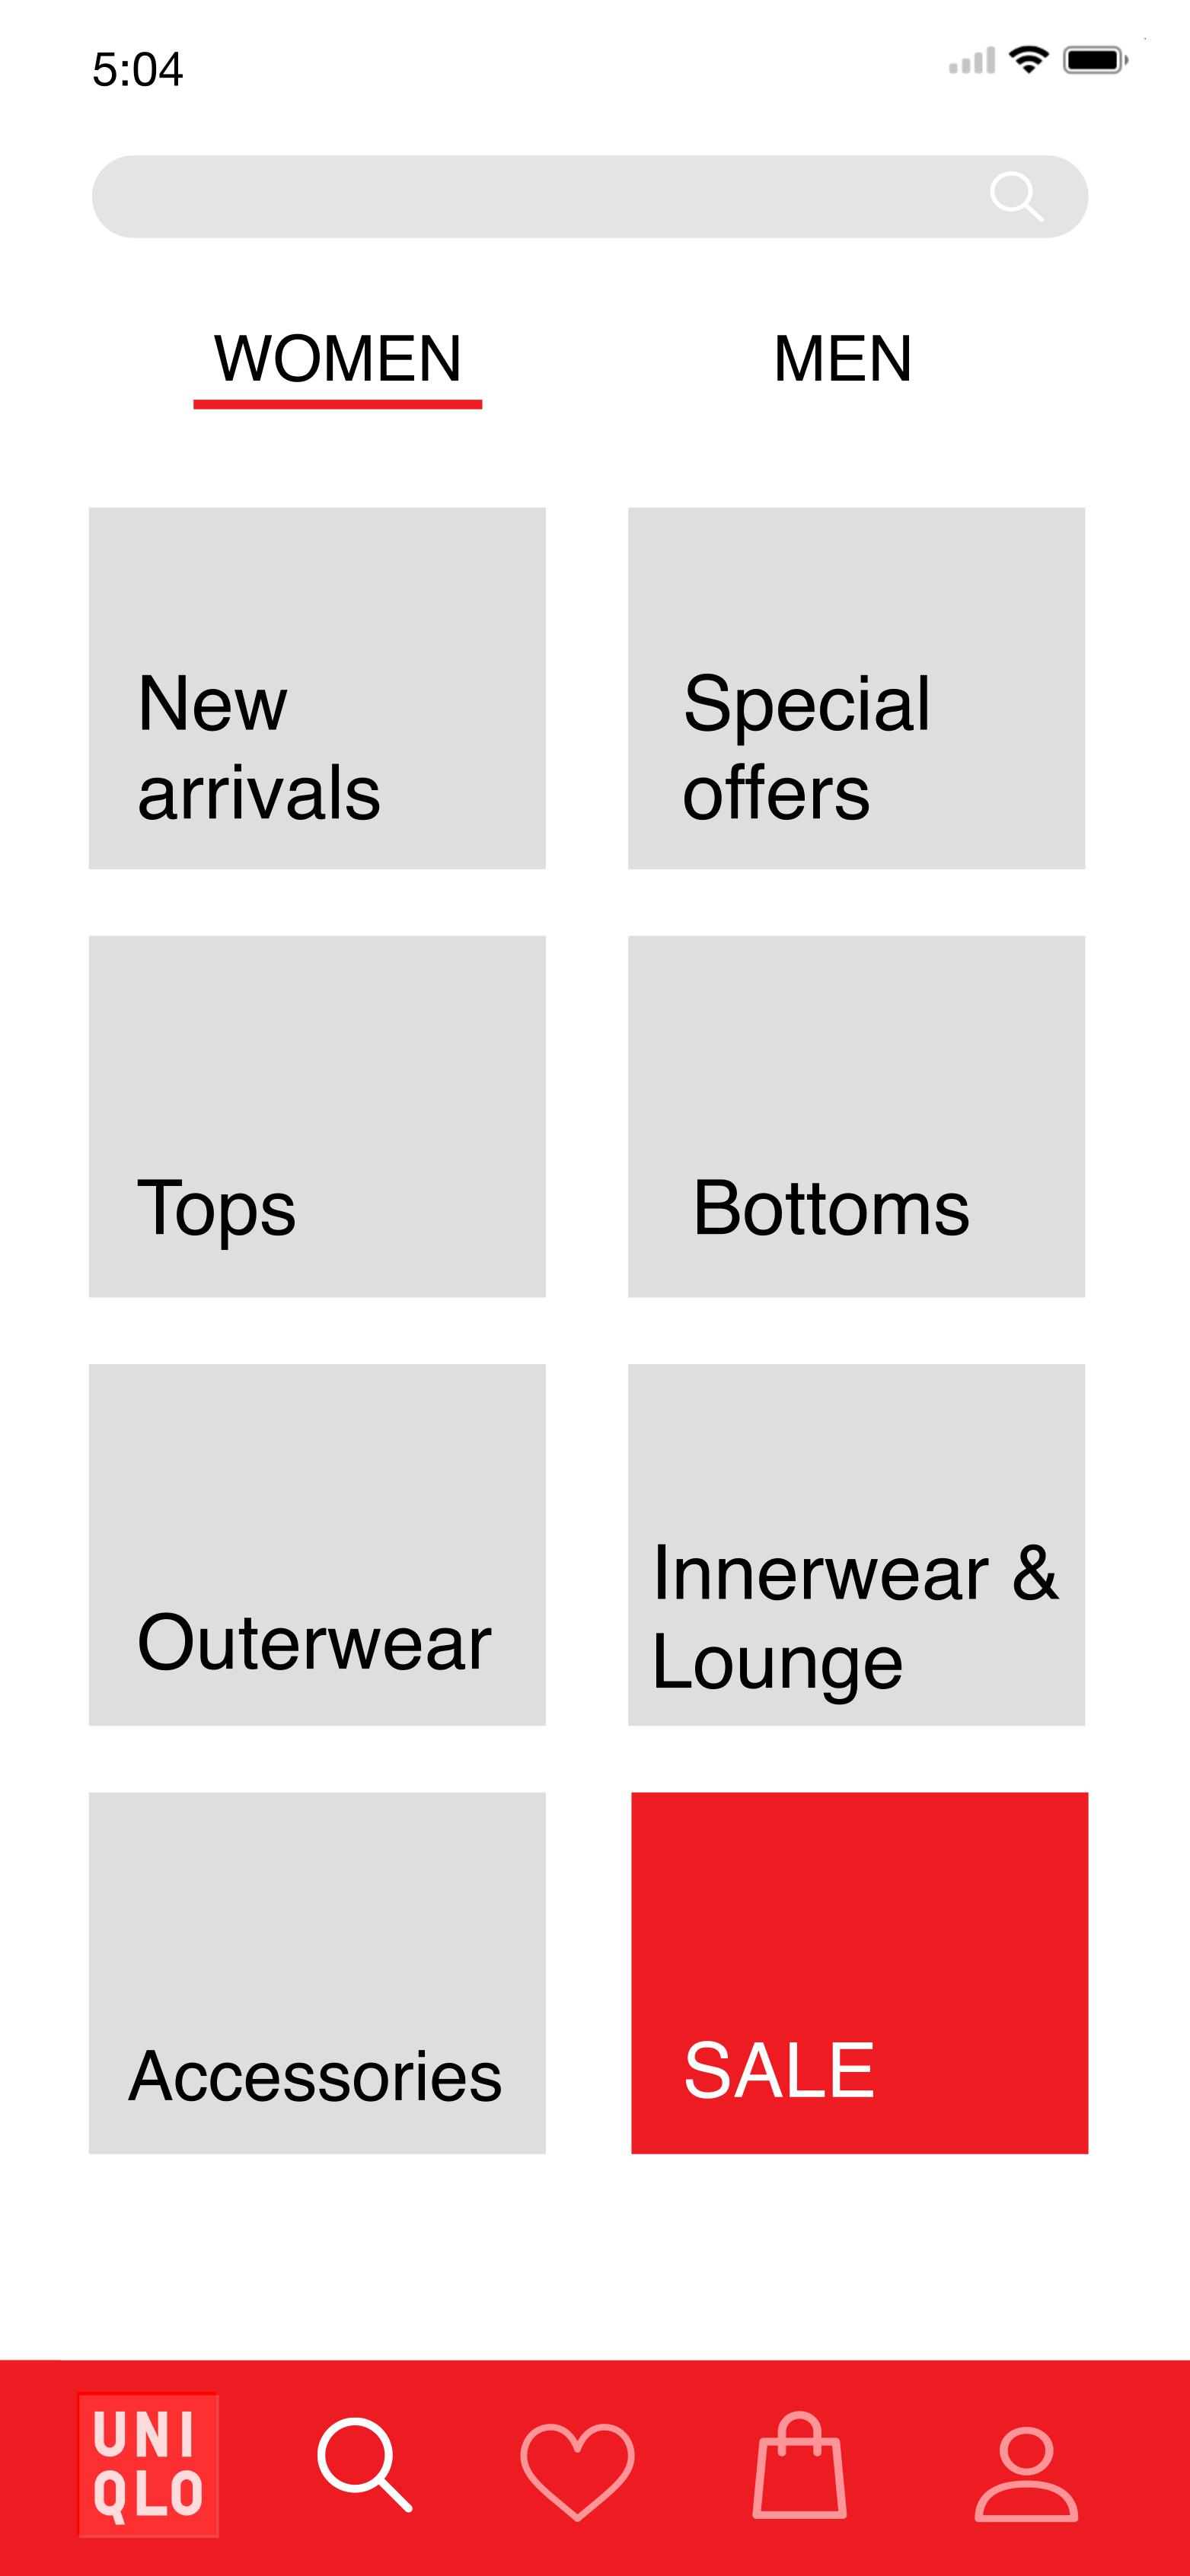 5:04
WOMEN
MEN
New
arrivals
Special
offers
Tops
Bottoms
Outerwear
Innerwear &
Lounge
Accessories
SALE
UNI
QLO